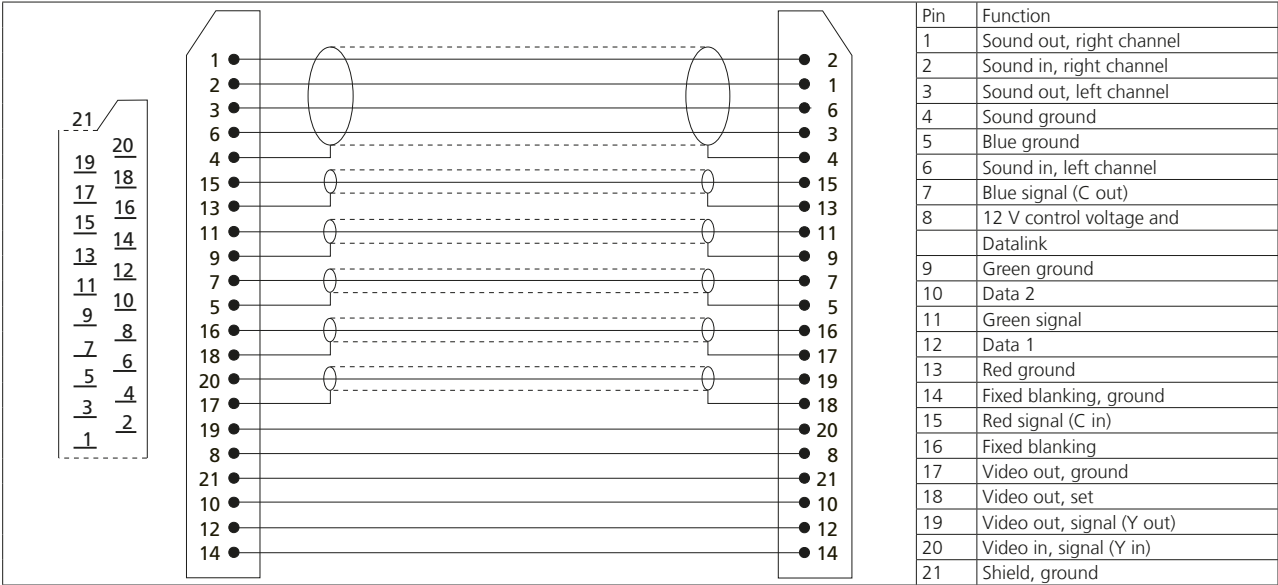 21
20
19
18
17
16
15
14
13
12
11
10
9
8
7
6
5
4
3
2
1
1 2
2 1
3 6
6 3
4 4
15 15
13 13
11 11
9 9
7 7
5 5
16 16
18 17
20 19
17 18
19 20
8 8
21 21
10 10
12 12
14 14
Pin Function
1 Sound out, right channel
2 Sound in, right channel
3 Sound out, left channel
4 Sound ground
5 Blue ground
6 Sound in, left channel
7 Blue signal (C out)
8 12 V control voltage and
Datalink
9 Green ground
10 Data 2
11 Green signal
12 Data 1
13 Red ground
14 Fixed blanking, ground
15 Red signal (C in)
16 Fixed blanking
17 Video out, ground
18 Video out, set
19 Video out, signal (Y out)
20 Video in, signal (Y in)
21 Shield, ground